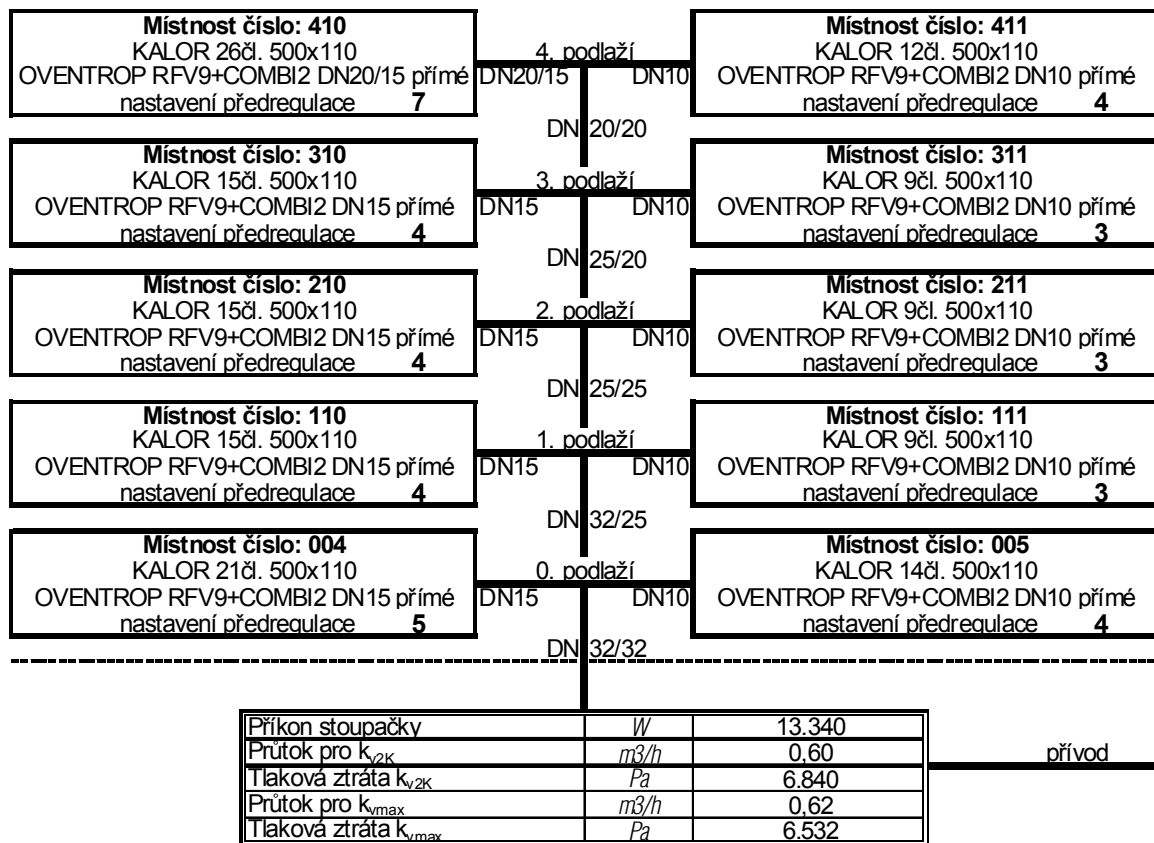 Místnost číslo: 410
KALOR 26čl. 500x110
OVENTROP RFV9+COMBI2 DN20/15 přímé
nastavení předregulace 7
4. podlaží
DN20/15 DN10
Místnost číslo: 411
KALOR 12čl. 500x110
OVENTROP RFV9+COMBI2 DN10 přímé
nastavení předregulace 4
DN 20/20
Místnost číslo: 310
KALOR 15čl. 500x110
OVENTROP RFV9+COMBI2 DN15 přímé
nastavení předregulace 4
3. podlaží
DN15 DN10
Místnost číslo: 311
KALOR 9čl. 500x110
OVENTROP RFV9+COMBI2 DN10 přímé
nastavení předregulace 3
DN 25/20
Místnost číslo: 210
KALOR 15čl. 500x110
OVENTROP RFV9+COMBI2 DN15 přímé
nastavení předregulace 4
2. podlaží
DN15 DN10
Místnost číslo: 211
KALOR 9čl. 500x110
OVENTROP RFV9+COMBI2 DN10 přímé
nastavení předregulace 3
DN 25/25
Místnost číslo: 110
KALOR 15čl. 500x110
OVENTROP RFV9+COMBI2 DN15 přímé
nastavení předregulace 4
1. podlaží
DN15 DN10
Místnost číslo: 111
KALOR 9čl. 500x110
OVENTROP RFV9+COMBI2 DN10 přímé
nastavení předregulace 3
DN 32/25
Místnost číslo: 004
KALOR 21čl. 500x110
OVENTROP RFV9+COMBI2 DN15 přímé
nastavení předregulace 5
0. podlaží
DN15 DN10
Místnost číslo: 005
KALOR 14čl. 500x110
OVENTROP RFV9+COMBI2 DN10 přímé
nastavení předregulace 4
DN 32/32
Příkon stoupačky W 13.340
Průtok pro kv2K m3/h 0,60
přívod
Tlaková ztráta kv2K Pa 6.840
Průtok pro kvmax m3/h 0,62
Tlaková ztráta kvmax Pa 6.532